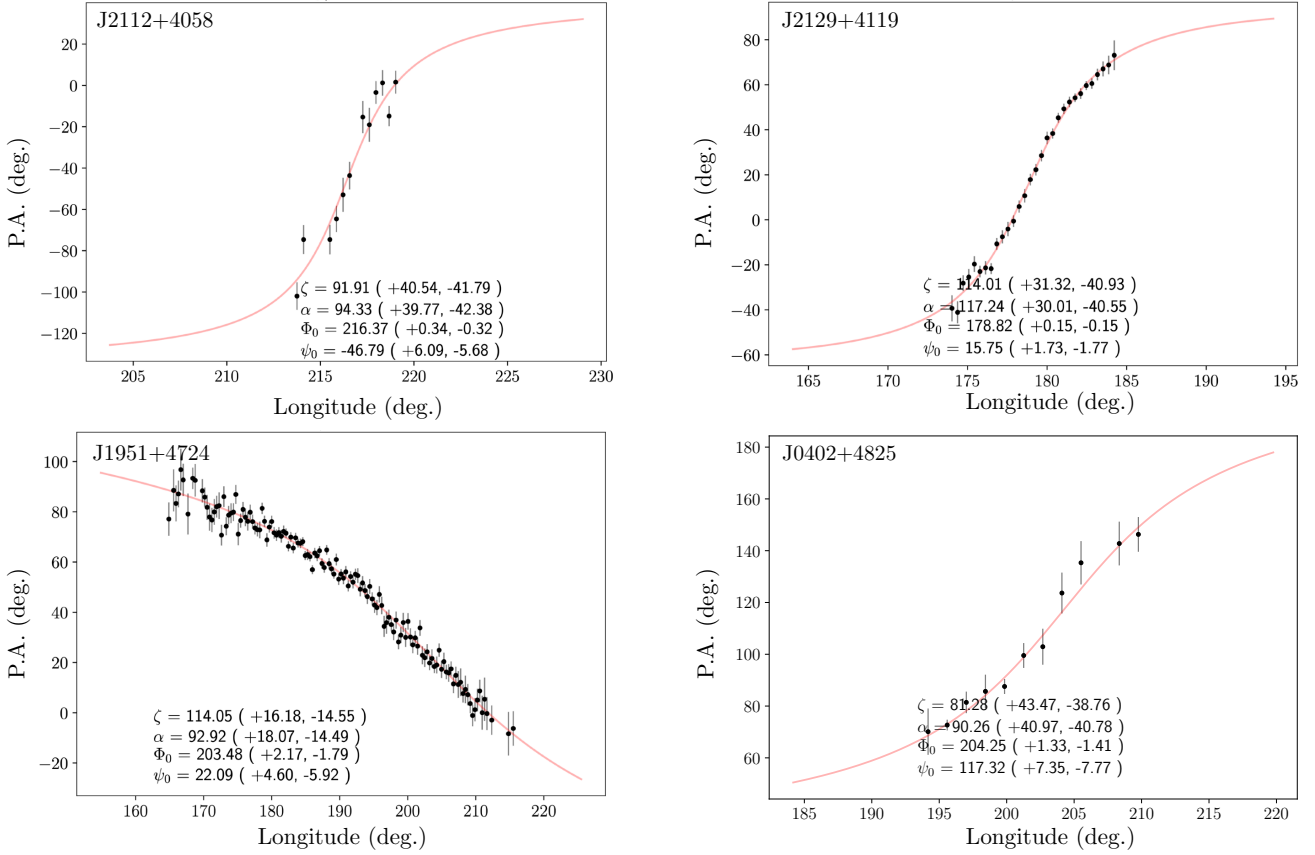 J2112+4058
20
0
−20
−40
−60
−80
−100
−120
P.A. (deg.)
ζ = 91.91 ( +40.54, -41.79 )
α = 94.33 ( +39.77, -42.38 )
Φ₀ = 216.37 ( +0.34, -0.32 )
ψ₀ = -46.79 ( +6.09, -5.68 )
205 210 215 220 225 230
Longitude (deg.)
J2129+4119
80
60
40
20
0
−20
−40
−60
P.A. (deg.)
ζ = 114.01 ( +31.32, -40.93 )
α = 117.24 ( +30.01, -40.55 )
Φ₀ = 178.82 ( +0.15, -0.15 )
ψ₀ = 15.75 ( +1.73, -1.77 )
165 170 175 180 185 190 195
Longitude (deg.)
J1951+4724
100
80
60
40
20
0
−20
P.A. (deg.)
ζ = 114.05 ( +16.18, -14.55 )
α = 92.92 ( +18.07, -14.49 )
Φ₀ = 203.48 ( +2.17, -1.79 )
ψ₀ = 22.09 ( +4.60, -5.92 )
160 170 180 190 200 210 220
Longitude (deg.)
J0402+4825
180
160
140
120
100
80
60
P.A. (deg.)
ζ = 81.28 ( +43.47, -38.76 )
α = 90.26 ( +40.97, -40.78 )
Φ₀ = 204.25 ( +1.33, -1.41 )
ψ₀ = 117.32 ( +7.35, -7.77 )
185 190 195 200 205 210 215 220
Longitude (deg.)